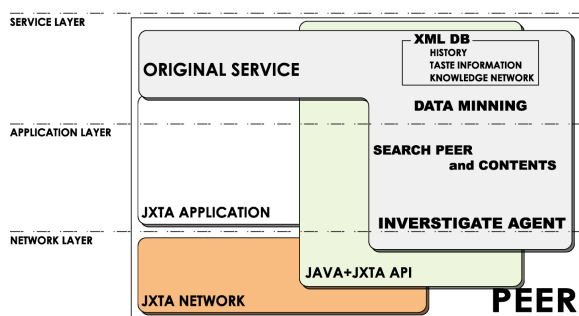 SERVICE LAYER
XML DB
HISTORY
TASTE INFORMATION
KNOWLEDGE NETWORK
ORIGINAL SERVICE
DATA MINNING
APPLICATION LAYER
SEARCH PEER
and CONTENTS
JXTA APPLICATION
INVERSTIGATE AGENT
NETWORK LAYER
JAVA+JXTA API
JXTA NETWORK
PEER